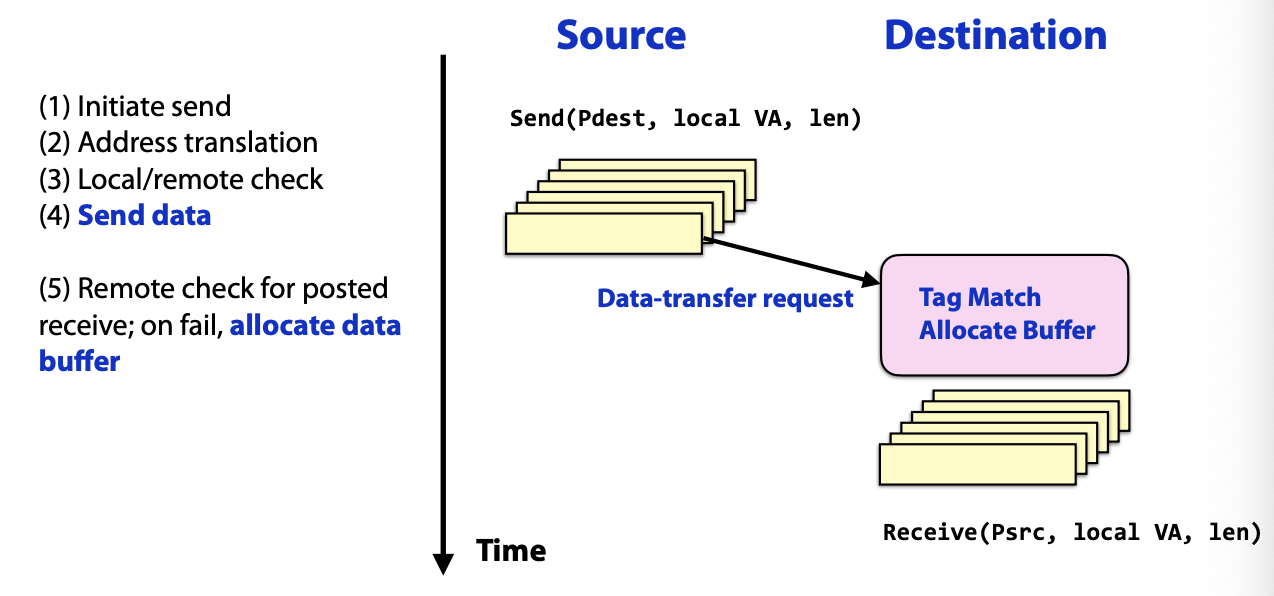 Source
Destination
(1) Initiate send
(2) Address translation
(3) Local/remote check
(4) Send data
(5) Remote check for posted
receive; on fail, allocate data
buffer
Send(Pdest, local VA, len)
Data-transfer request
Tag Match
Allocate Buffer
Receive(Psrc, local VA, len)
Time